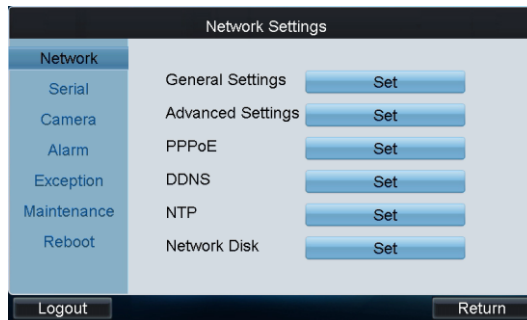 Network Settings
Network
Serial
Camera
Alarm
Exception
Maintenance
Reboot
General Settings Set
Advanced Settings Set
PPPoE Set
DDNS Set
NTP Set
Network Disk Set
Logout Return